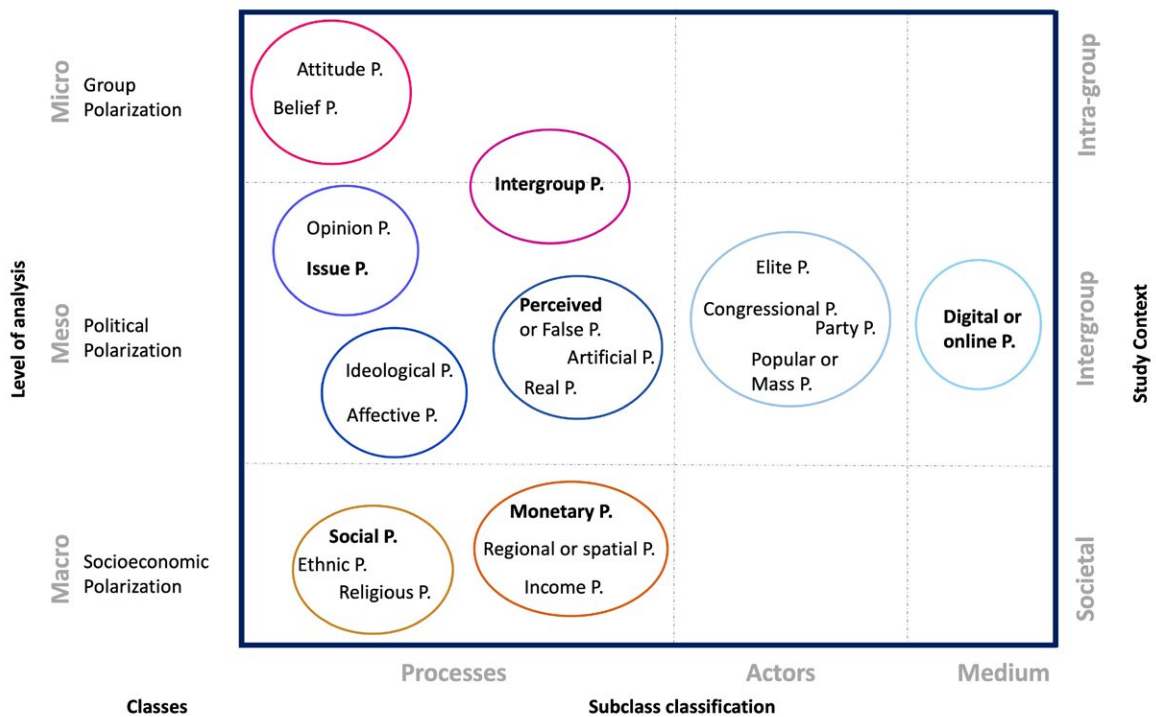 Level of analysis
Micro
Group
Polarization
Attitude P.
Belief P.
Intergroup P.
Intra-group
Meso
Political
Polarization
Opinion P.
Issue P.
Ideological P.
Affective P.
Perceived
or False P.
Artificial P.
Real P.
Elite P.
Congressional P.
Party P.
Popular or
Mass P.
Digital or
online P.
Intergroup
Study Context
Macro
Socioeconomic
Polarization
Social P.
Ethnic P.
Religious P.
Monetary P.
Regional or spatial P.
Income P.
Societal
Processes
Actors
Medium
Classes
Subclass classification